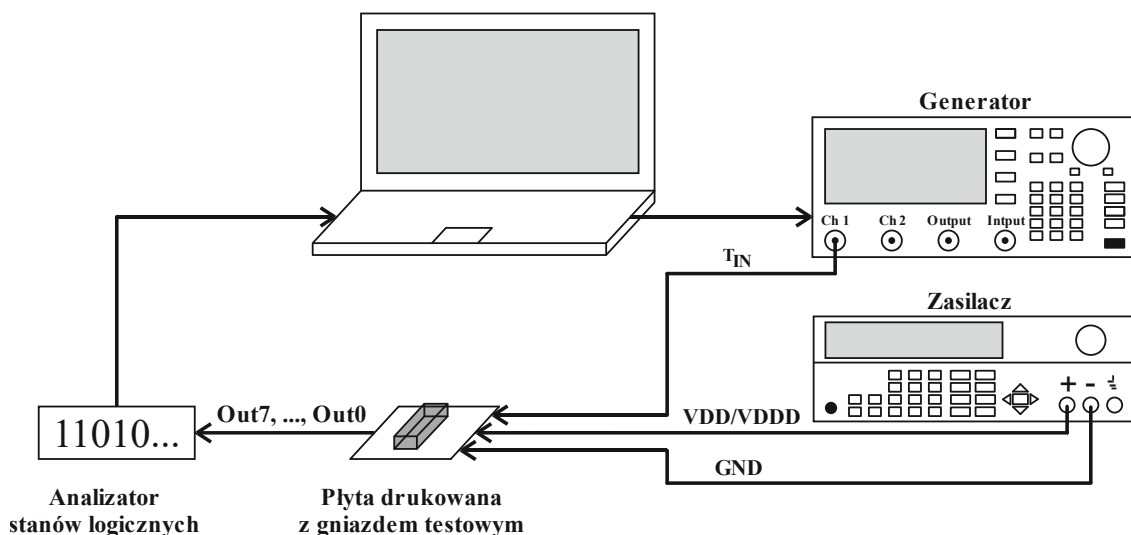 Generator
Ch 1 Ch 2 Output Intput
T_IN
Zasilacz
+ -
Out7, ..., Out0
VDD/VDDD
11010...
GND
Analizator
stanów logicznych
Płyta drukowana
z gniazdem testowym